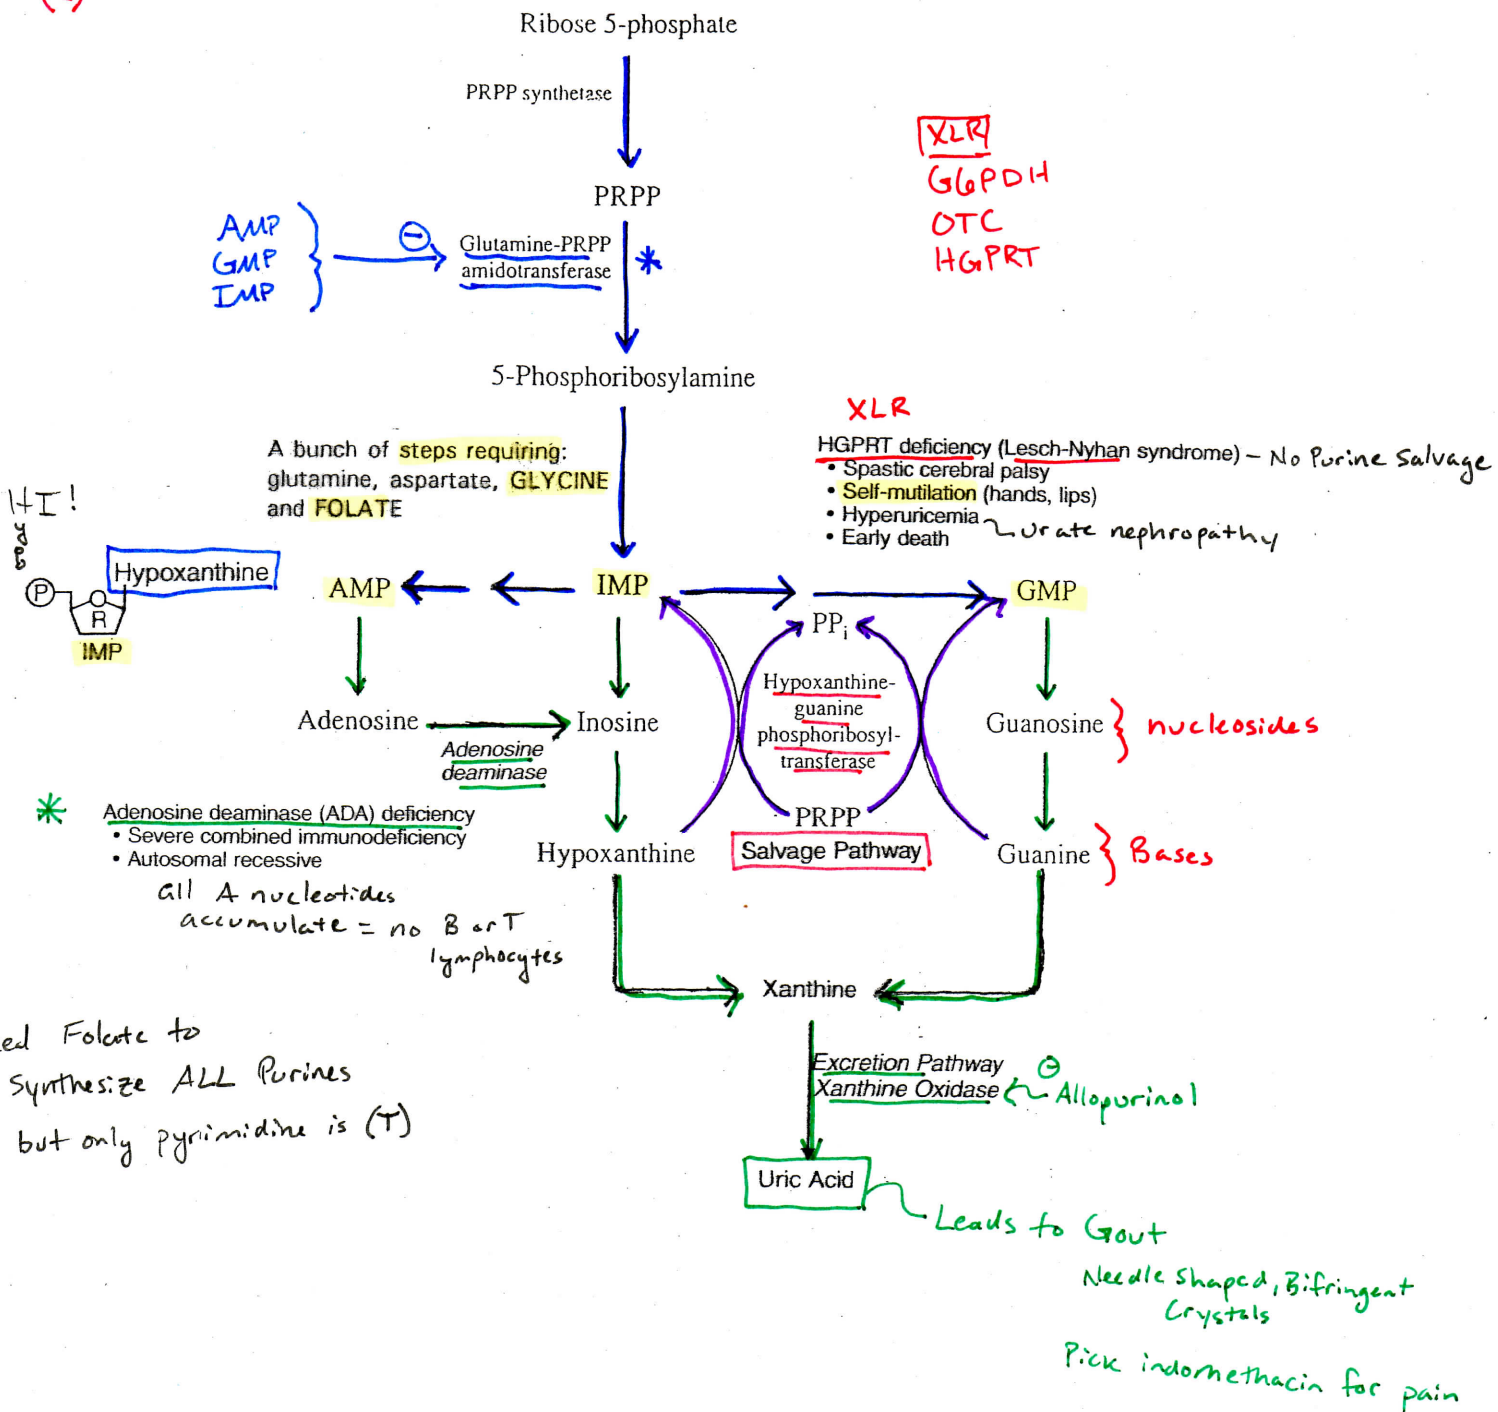 Ribose 5-phosphate
PRPP synthetase
XLR
G6PDH
OTC
HGPRT
PRPP
AMP
GMP
IMP
Glutamine-PRPP
amidotransferase
*
5-Phosphoribosylamine
A bunch of steps requiring:
glutamine, aspartate, GLYCINE
and FOLATE
XLR
HGPRT deficiency (Lesch-Nyhan syndrome) – No Purine Salvage
• Spastic cerebral palsy
• Self-mutilation (hands, lips)
• Hyperuricemia
• Early death
urate nephropathy
HI!
P
R
O
Hypoxanthine
IMP
AMP
IMP
GMP
PPi
Hypoxanthine-
guanine
phosphoribosyl-
transferase
Adenosine
Adenosine
deaminase
Inosine
Guanosine } nucleosides
* Adenosine deaminase (ADA) deficiency
• Severe combined immunodeficiency
• Autosomal recessive
all A nucleotides
accumulate = no B or T
lymphocytes
PRPP
Hypoxanthine
Salvage Pathway
Guanine } Bases
Xanthine
ed Folate to
Synthesize ALL Purines
but only pyrimidine is (T)
Excretion Pathway
Xanthine Oxidase
Allopurinol
Uric Acid
Leads to Gout
Needle Shaped, Bifringent
Crystals
Pick indomethacin for pain